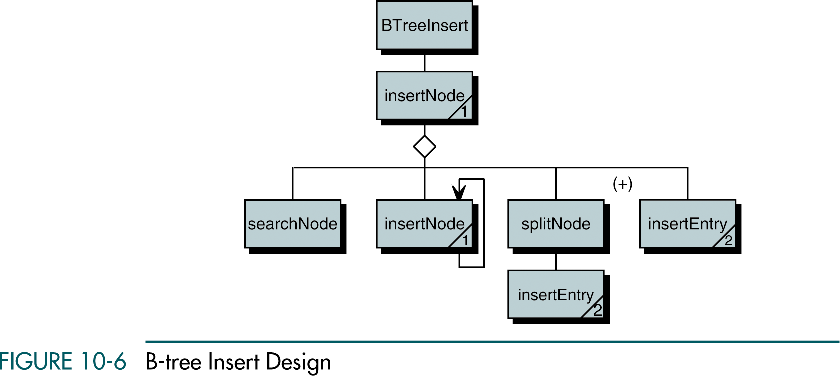 BTreeInsert
insertNode
1
(+)
searchNode
insertNode
1
splitNode
insertEntry
2
insertEntry
2
FIGURE 10-6 B-tree Insert Design